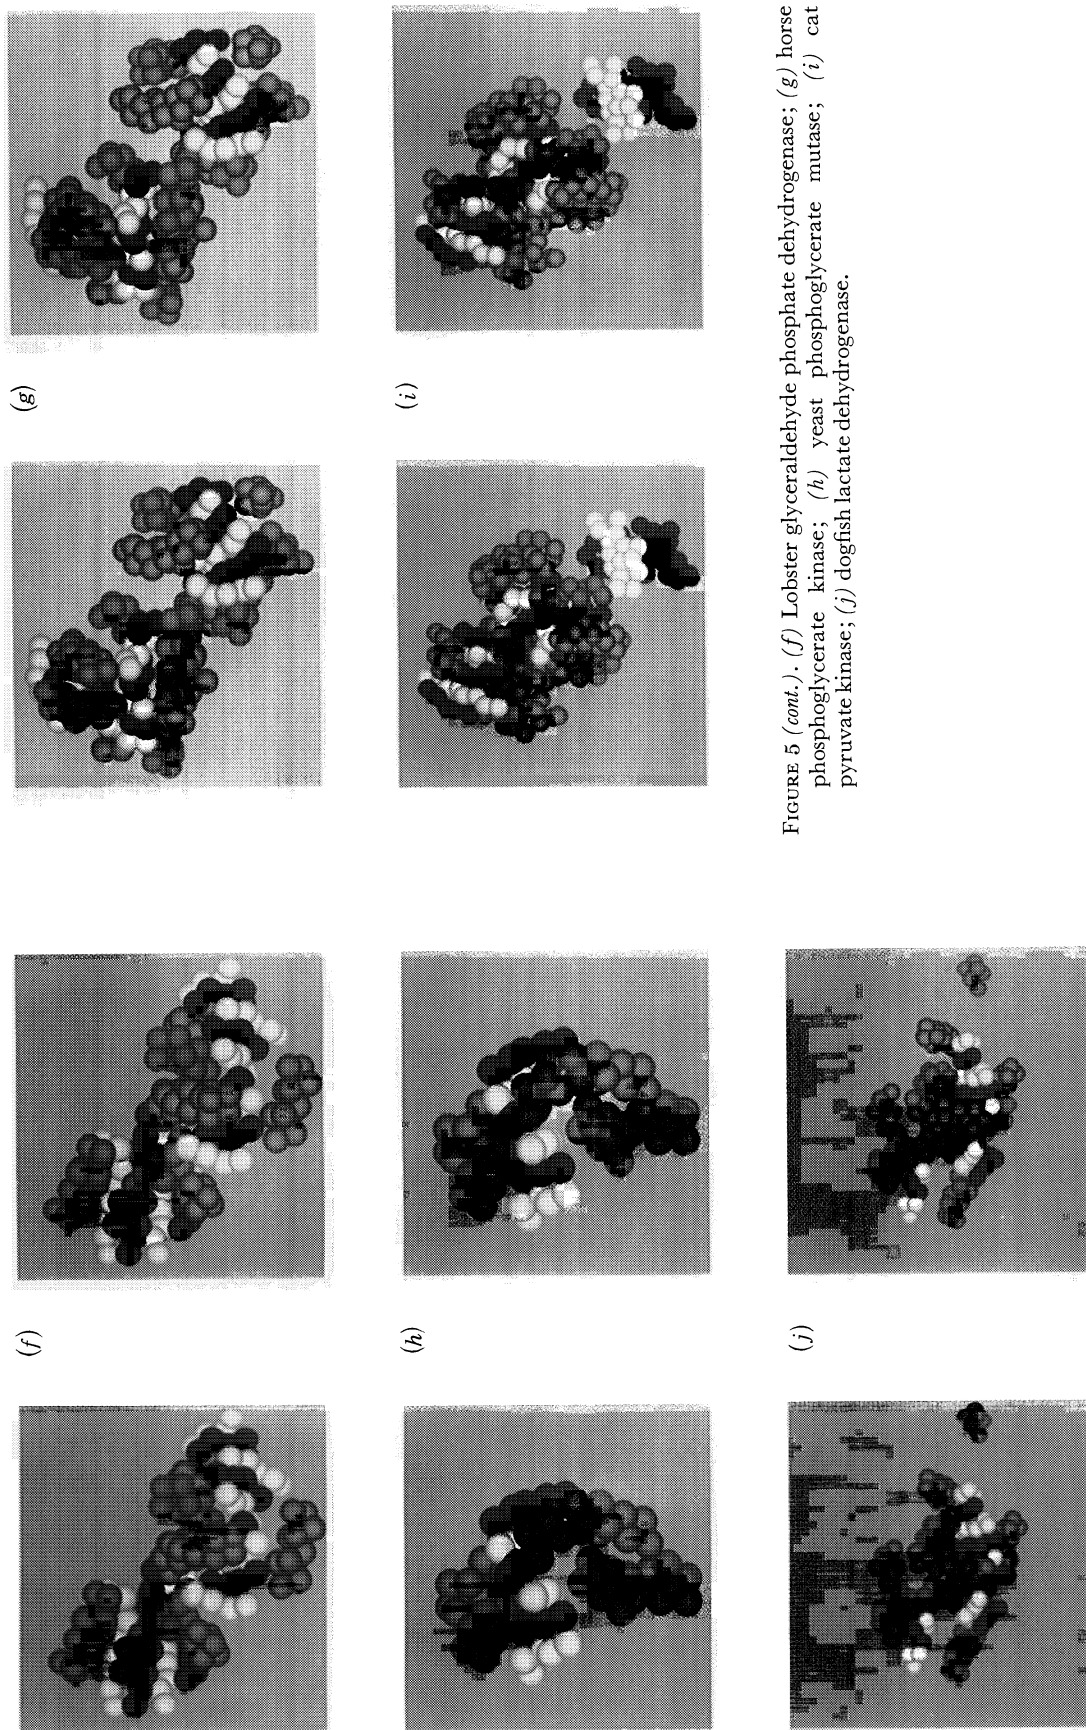 (f)
(g)
(h)
(i)
(j)
FIGURE 5 (cont.). (f) Lobster glyceraldehyde phosphate dehydrogenase; (g) horse
phosphoglycerate kinase; (h) yeast phosphoglycerate mutase; (i) cat
pyruvate kinase; (j) dogfish lactate dehydrogenase.